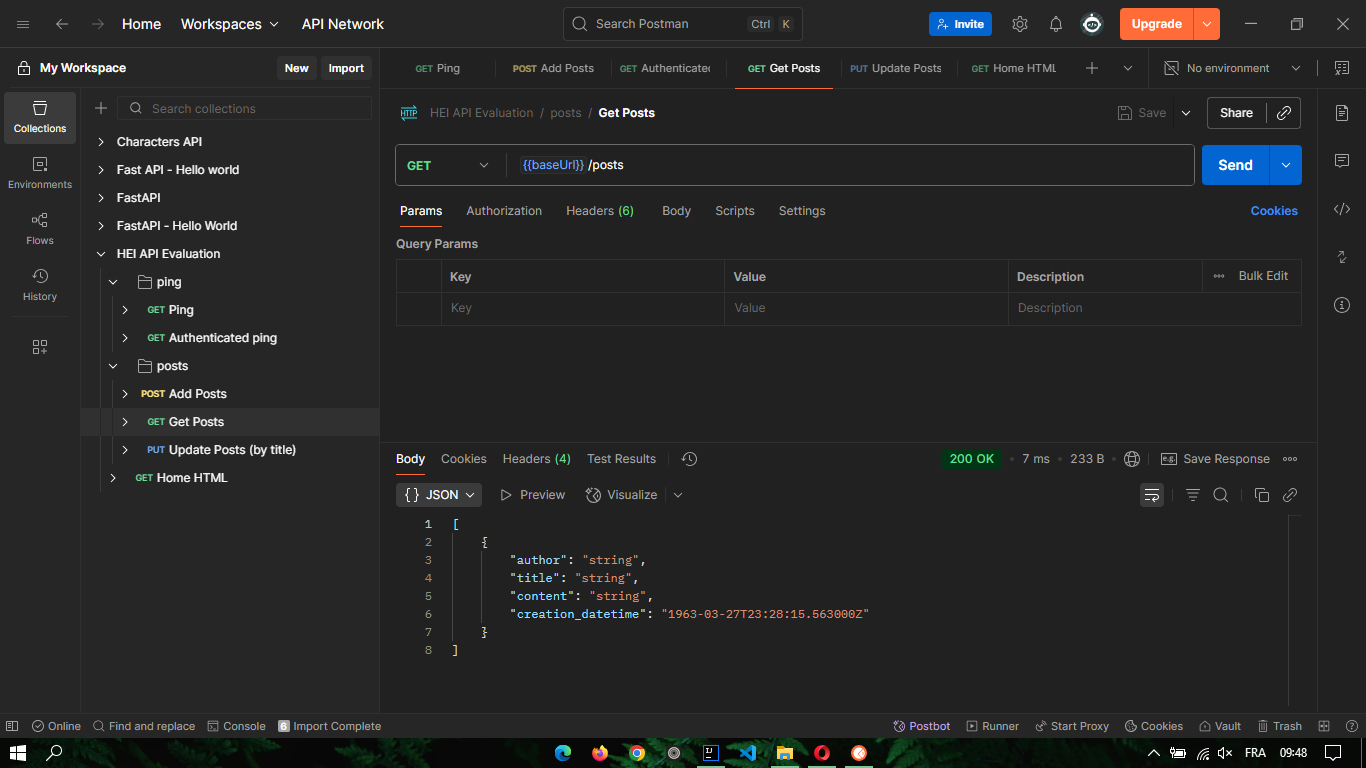 Home Workspaces API Network Search Postman Ctrl K Invite Upgrade
My Workspace New Import
GET Ping POST Add Posts GET Authenticated GET Get Posts PUT Update Posts GET Home HTML No environment
Collections
Environments
Flows
History
Search collections
Characters API
Fast API - Hello world
FastAPI
FastAPI - Hello World
HEI API Evaluation
ping
GET Ping
GET Authenticated ping
posts
POST Add Posts
GET Get Posts
PUT Update Posts (by title)
GET Home HTML
HTTP HEI API Evaluation / posts / Get Posts Save Share
GET {{baseUrl}} /posts Send
Params Authorization Headers (6) Body Scripts Settings Cookies
Query Params
Key Value Description Bulk Edit
Key Value Description
Body Cookies Headers (4) Test Results 200 OK 7 ms 233 B e.g. Save Response
{} JSON Preview Visualize
1 [
2 {
3 "author": "string",
4 "title": "string",
5 "content": "string",
6 "creation_datetime": "1963-03-27T23:28:15.563000Z"
7 }
8 ]
Online Find and replace Console 6 Import Complete Postbot Runner Start Proxy Cookies Vault Trash
FRA 09:48